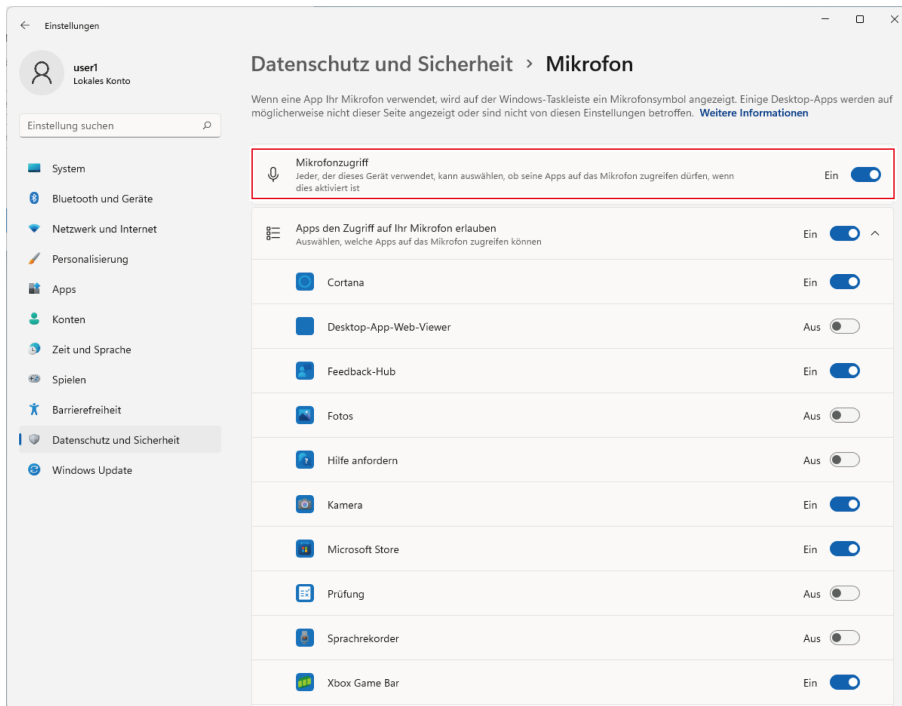 Einstellungen
user1
Lokales Konto
Einstellung suchen
System
Bluetooth und Geräte
Netzwerk und Internet
Personalisierung
Apps
Konten
Zeit und Sprache
Spielen
Barrierefreiheit
Datenschutz und Sicherheit
Windows Update
Datenschutz und Sicherheit > Mikrofon
Wenn eine App Ihr Mikrofon verwendet, wird auf der Windows-Taskleiste ein Mikrofonsymbol angezeigt. Einige Desktop-Apps werden auf
möglicherweise nicht dieser Seite angezeigt oder sind nicht von diesen Einstellungen betroffen. Weitere Informationen
Mikrofonzugriff
Jeder, der dieses Gerät verwendet, kann auswählen, ob seine Apps auf das Mikrofon zugreifen dürfen, wenn
dies aktiviert ist
Ein
Apps den Zugriff auf Ihr Mikrofon erlauben
Auswählen, welche Apps auf das Mikrofon zugreifen können
Ein
Cortana Ein
Desktop-App-Web-Viewer Aus
Feedback-Hub Ein
Fotos Aus
Hilfe anfordern Aus
Kamera Ein
Microsoft Store Ein
Prüfung Aus
Sprachrekorder Aus
Xbox Game Bar Ein